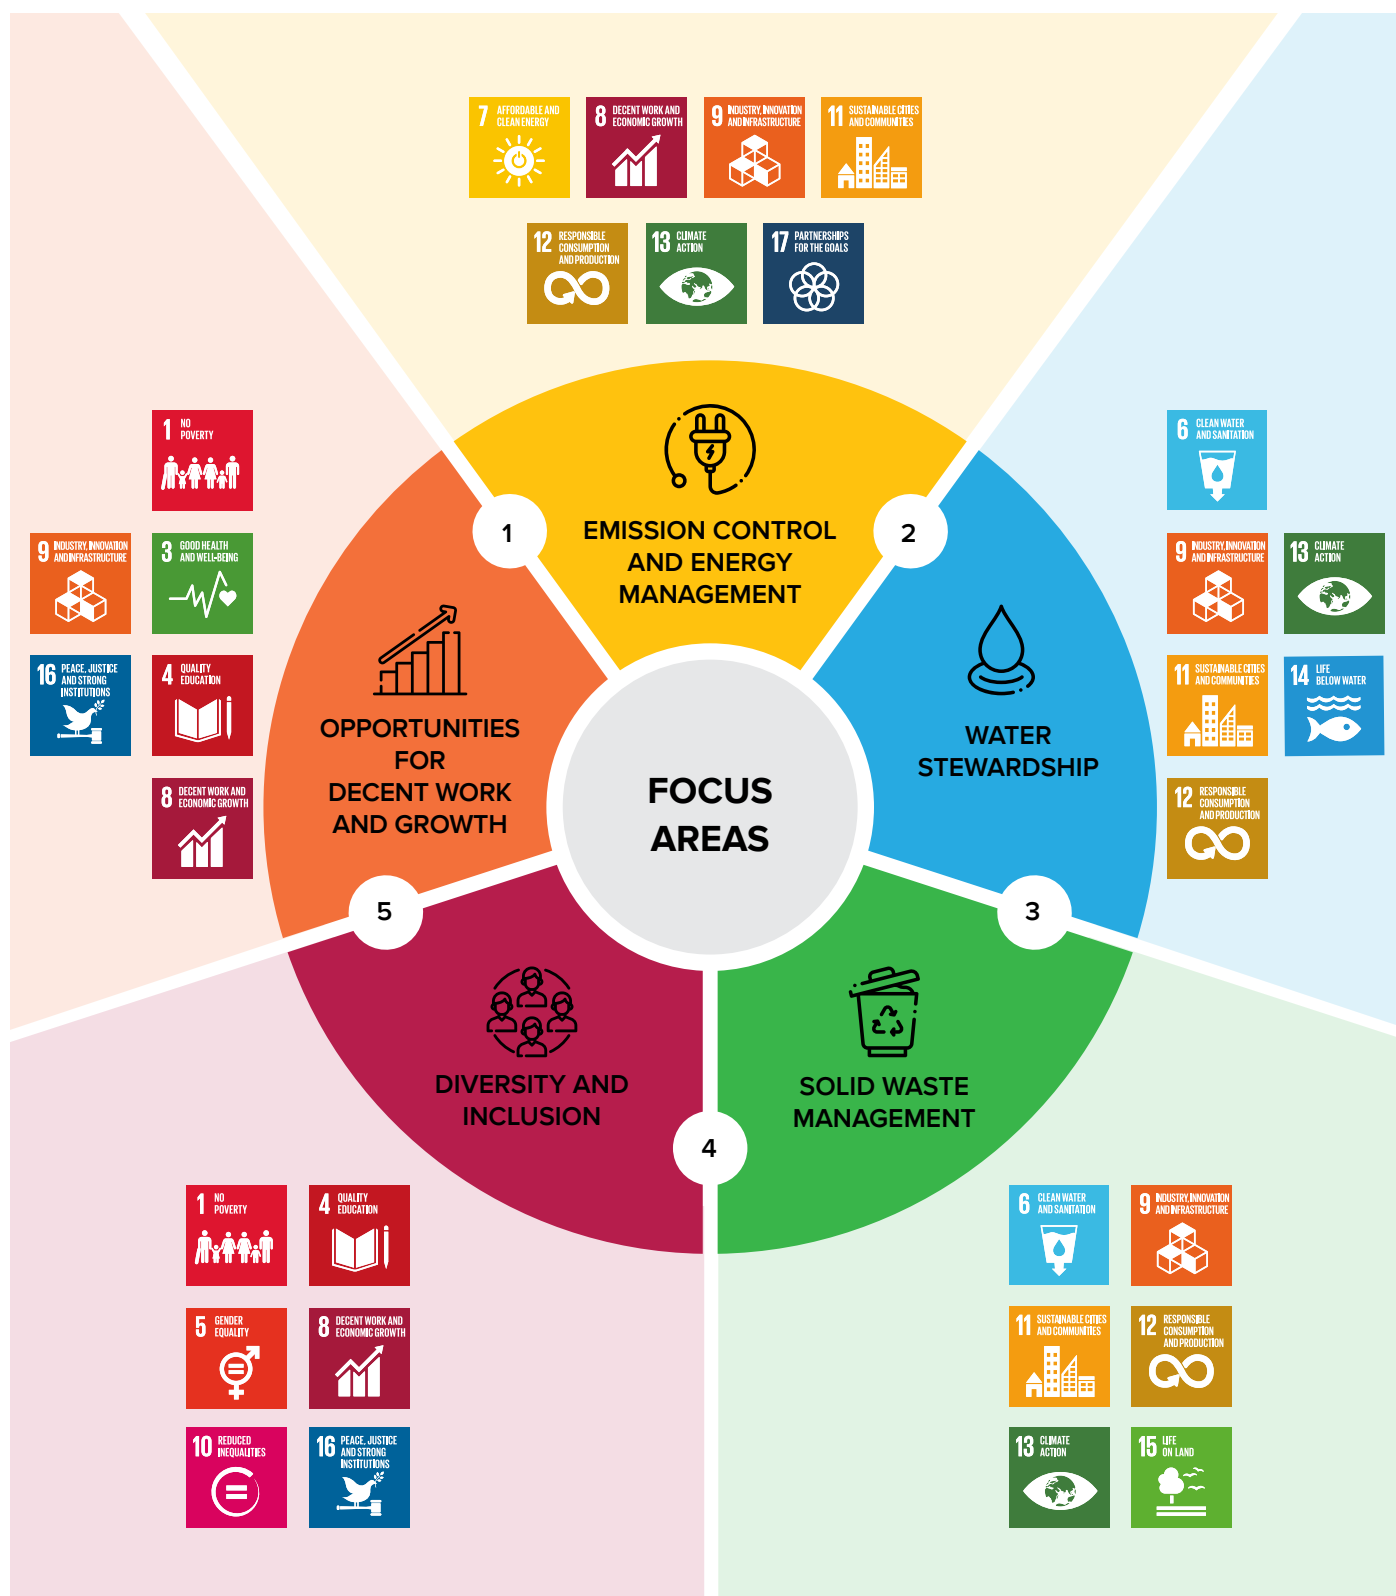 7 AFFORDABLE AND
CLEAN ENERGY
8 DECENT WORK AND
ECONOMIC GROWTH
9 INDUSTRY, INNOVATION
AND INFRASTRUCTURE
11 SUSTAINABLE CITIES
AND COMMUNITIES
12 RESPONSIBLE
CONSUMPTION
AND PRODUCTION
13 CLIMATE
ACTION
17 PARTNERSHIPS
FOR THE GOALS
1
EMISSION CONTROL
AND ENERGY
MANAGEMENT
2
6 CLEAN WATER
AND SANITATION
9 INDUSTRY, INNOVATION
AND INFRASTRUCTURE
13 CLIMATE
ACTION
11 SUSTAINABLE CITIES
AND COMMUNITIES
14 LIFE
BELOW WATER
12 RESPONSIBLE
CONSUMPTION
AND PRODUCTION
WATER
STEWARDSHIP
3
SOLID WASTE
MANAGEMENT
6 CLEAN WATER
AND SANITATION
9 INDUSTRY, INNOVATION
AND INFRASTRUCTURE
11 SUSTAINABLE CITIES
AND COMMUNITIES
12 RESPONSIBLE
CONSUMPTION
AND PRODUCTION
13 CLIMATE
ACTION
15 LIFE
ON LAND
4
DIVERSITY AND
INCLUSION
1 NO
POVERTY
4 QUALITY
EDUCATION
5 GENDER
EQUALITY
8 DECENT WORK AND
ECONOMIC GROWTH
10 REDUCED
INEQUALITIES
16 PEACE, JUSTICE
AND STRONG
INSTITUTIONS
5
OPPORTUNITIES
FOR
DECENT WORK
AND GROWTH
1 NO
POVERTY
9 INDUSTRY, INNOVATION
AND INFRASTRUCTURE
3 GOOD HEALTH
AND WELL-BEING
16 PEACE, JUSTICE
AND STRONG
INSTITUTIONS
4 QUALITY
EDUCATION
8 DECENT WORK AND
ECONOMIC GROWTH
FOCUS
AREAS